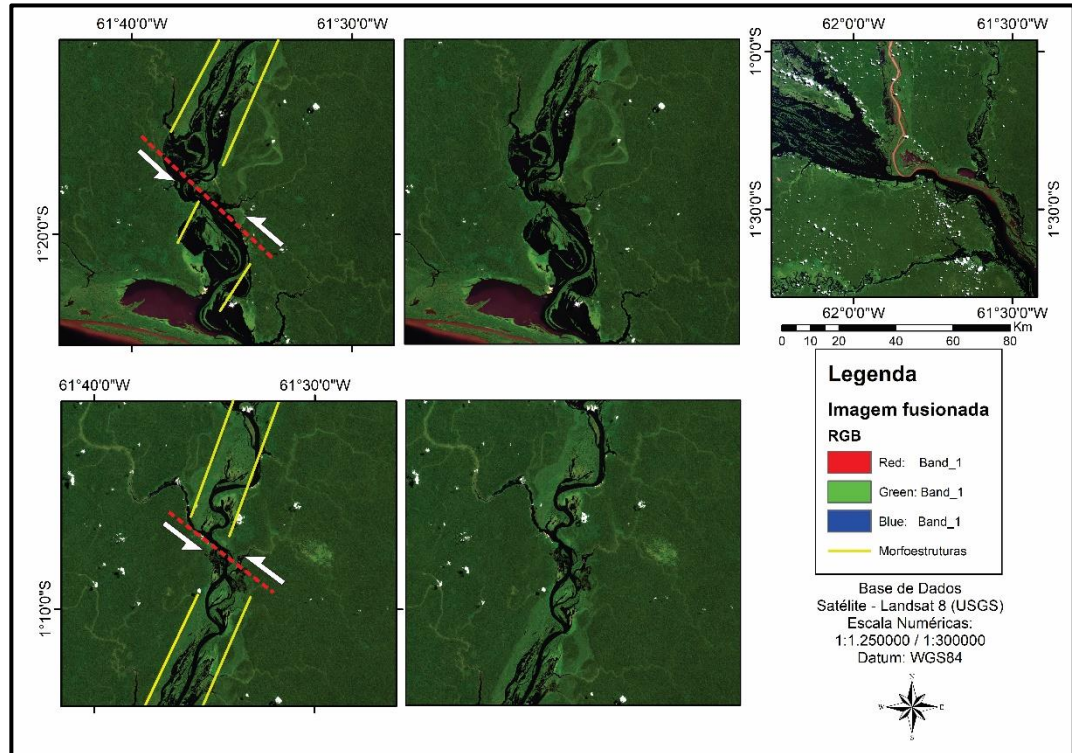 61°40'0"W
61°30'0"W
62°0'0"W
61°30'0"W
1°0'0"S
1°20'0"S
1°30'0"S
1°30'0"S
62°0'0"W
61°30'0"W
Km
0
10
20
40
60
80
61°40'0"W
61°30'0"W
1°10'0"S
Legenda
Imagem fusionada
RGB
Red: Band_1
Green: Band_1
Blue: Band_1
Morfoestruturas
Base de Dados
Satélite - Landsat 8 (USGS)
Escala Numéricas:
1:1.250000 / 1:300000
Datum: WGS84
N
W
E
S